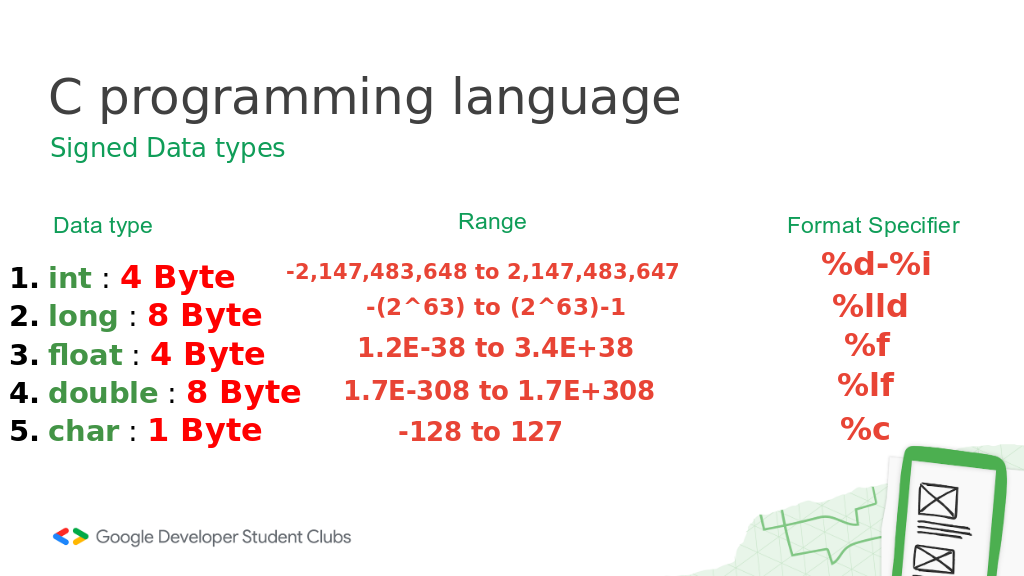 C programming language
Signed Data types
Data type Range Format Specifier
1. int : 4 Byte -2,147,483,648 to 2,147,483,647 %d-%i
2. long : 8 Byte -(2^63) to (2^63)-1 %lld
3. float : 4 Byte 1.2E-38 to 3.4E+38 %f
4. double : 8 Byte 1.7E-308 to 1.7E+308 %lf
5. char : 1 Byte -128 to 127 %c
Google Developer Student Clubs